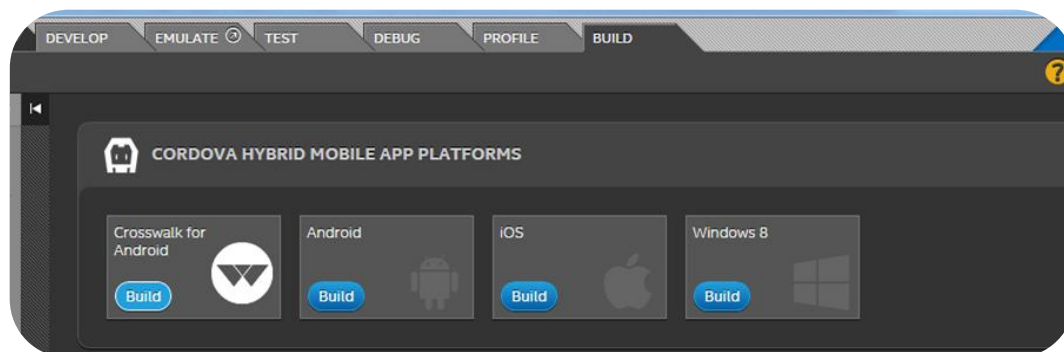 DEVELOP EMULATE TEST DEBUG PROFILE BUILD
?
CORDOVA HYBRID MOBILE APP PLATFORMS
Crosswalk for
Android
Build
Android
Build
iOS
Build
Windows 8
Build